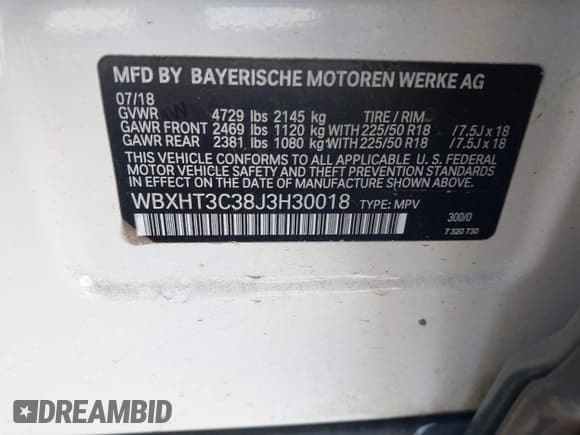 MFD BY BAYERISCHE MOTOREN WERKE AG
07/18
GVWR 4729 lbs 2145 kg TIRE / RIM
GAWR FRONT 2469 lbs 1120 kg WITH 225/50 R18 /7.5J x 18
GAWR REAR 2381 lbs 1080 kg WITH 225/50 R18 /7.5J x 18
THIS VEHICLE CONFORMS TO ALL APPLICABLE U. S. FEDERAL
MOTOR VEHICLE SAFETY AND THEFT PREVENTION STANDARDS
IN EFFECT ON THE DATE OF MANUFACTURE SHOWN ABOVE.
WBXHT3C38J3H30018 TYPE: MPV
300/0
7 320 730
DREAMBID